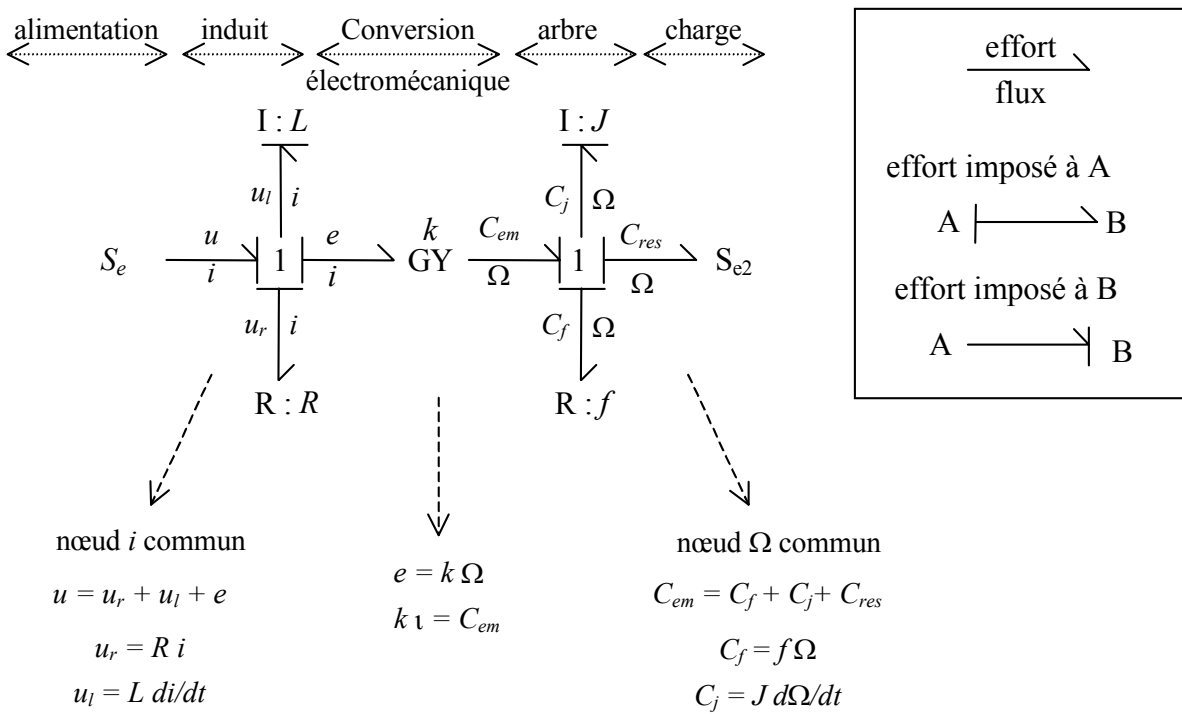 alimentation induit Conversion arbre charge
électromécanique
I : L I : J
u_l i C_j Ω
S_e u i 1 e i k GY C_em Ω 1 C_res Ω S_e2
u_r i C_f Ω
R : R R : f
nœud i commun
u = u_r + u_l + e
u_r = R i
u_l = L di/dt
e = k Ω
k ι = C_em
nœud Ω commun
C_em = C_f + C_j + C_res
C_f = f Ω
C_j = J dΩ/dt
effort
flux
effort imposé à A
A B
effort imposé à B
A B